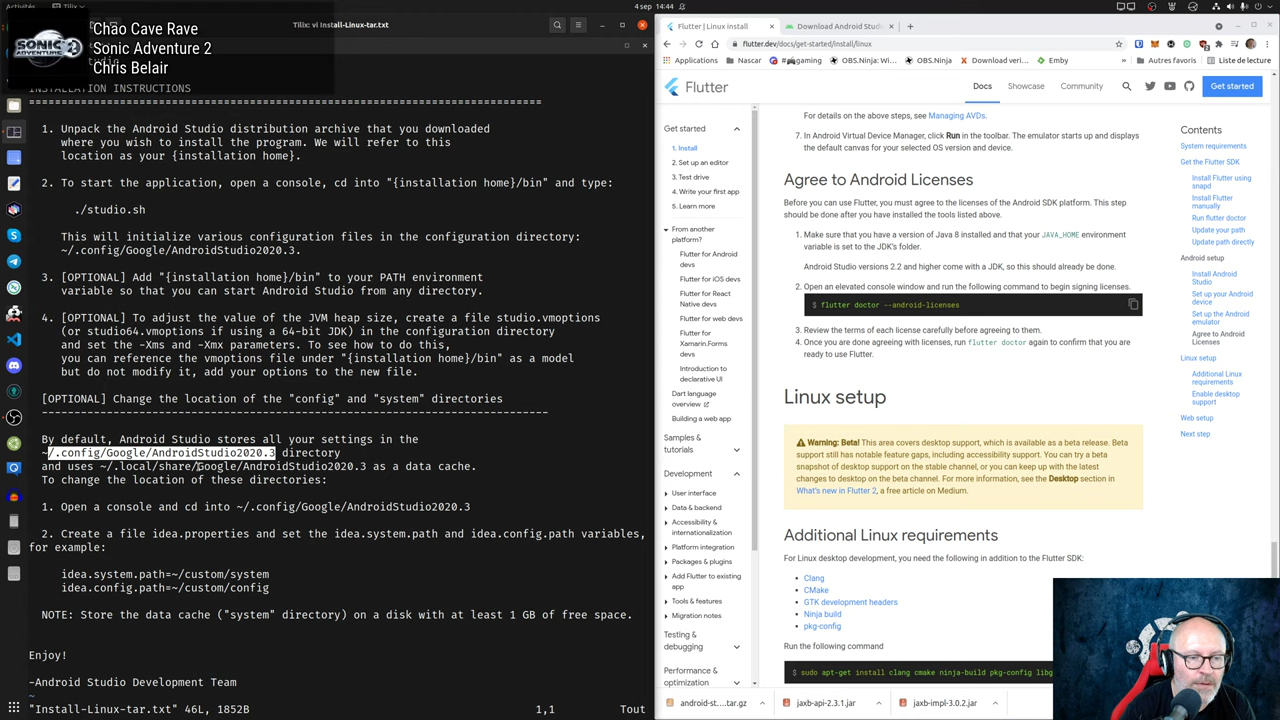 Activités
4 sep 14:44
Tilix: vi Install-Linux-tar.txt
SONIC
ADVENTURE 2
Chao Cave Rave
Sonic Adventure 2
Chris Belair
INSTALLATION INSTRUCTIONS
===============================================================================
1. Unpack the Android Studio distribution archive that you downloaded
where you wish to install the program. We will refer to this
location as your {installation home}.
2. To start the application, open a console, cd into "{installation home}/bin" and type:
./studio.sh
This will initialize various configuration files in the configuration directory:
~/.config/Google/AndroidStudio2020.3.
3. [OPTIONAL] Add "{installation home}/bin" to your PATH environment
variable so that you can start Android Studio from any directory.
4. [OPTIONAL] To adjust the value of the JVM heap size, create a file studio.vmoptions
(or studio64.vmoptions if using a 64-bit JDK) in the configuration directory
and set the -Xms and -Xmx parameters. To see how to do this,
you can reference the vmoptions file under "{installation home}/bin" as a model
but do not modify it, add your options to the new file.
[OPTIONAL] Change the location of the "config" and "system" directories
-------------------------------------------------------------------------------
By default, Android Studio stores all your settings in the
~/.config/Google/AndroidStudio2020.3 directory
and uses ~/.local/share/Google/AndroidStudio2020.3 as a data cache.
To change the location of these directories:
1. Open a console and cd into ~/.config/Google/AndroidStudio2020.3
2. Create a file idea.properties and set the idea.system.path and idea.config.path variables,
for example:
idea.system.path=~/custom/system
idea.config.path=~/custom/config
NOTE: Store the data cache ("system" directory) on a disk with at least 1 GB of free space.
Enjoy!
-Android Studio Development Team
~
"Install-Linux-tar.txt" 46L, 2052B
1,1
Tout
Flutter | Linux install
Download Android Studi
flutter.dev/docs/get-started/install/linux
Applications
Nascar
#🎮gaming
OBS.Ninja: Wi…
OBS.Ninja
Download veri…
Emby
»
Autres favoris
Liste de lecture
Flutter
Docs
Showcase
Community
Get started
Get started
1. Install
2. Set up an editor
3. Test drive
4. Write your first app
5. Learn more
From another
platform?
Flutter for Android
devs
Flutter for iOS devs
Flutter for React
Native devs
Flutter for web devs
Flutter for
Xamarin.Forms
devs
Introduction to
declarative UI
Dart language
overview
Building a web app
Samples &
tutorials
Development
User interface
Data & backend
Accessibility &
internationalization
Platform integration
Packages & plugins
Add Flutter to existing
app
Tools & features
Migration notes
Testing &
debugging
Performance &
optimization
For details on the above steps, see Managing AVDs.
7. In Android Virtual Device Manager, click Run in the toolbar. The emulator starts up and displays
the default canvas for your selected OS version and device.
Agree to Android Licenses
Before you can use Flutter, you must agree to the licenses of the Android SDK platform. This step
should be done after you have installed the tools listed above.
1. Make sure that you have a version of Java 8 installed and that your JAVA_HOME environment
variable is set to the JDK's folder.
Android Studio versions 2.2 and higher come with a JDK, so this should already be done.
2. Open an elevated console window and run the following command to begin signing licenses.
$ flutter doctor --android-licenses
3. Review the terms of each license carefully before agreeing to them.
4. Once you are done agreeing with licenses, run flutter doctor again to confirm that you are
ready to use Flutter.
Linux setup
Warning: Beta! This area covers desktop support, which is available as a beta release. Beta
support still has notable feature gaps, including accessibility support. You can try a beta
snapshot of desktop support on the stable channel, or you can keep up with the latest
changes to desktop on the beta channel. For more information, see the Desktop section in
What's new in Flutter 2, a free article on Medium.
Additional Linux requirements
For Linux desktop development, you need the following in addition to the Flutter SDK:
Clang
CMake
GTK development headers
Ninja build
pkg-config
Run the following command
$ sudo apt-get install clang cmake ninja-build pkg-config libg
Contents
System requirements
Get the Flutter SDK
Install Flutter using
snapd
Install Flutter
manually
Run flutter doctor
Update your path
Update path directly
Android setup
Install Android
Studio
Set up your Android
device
Set up the Android
emulator
Agree to Android
Licenses
Linux setup
Additional Linux
requirements
Enable desktop
support
Web setup
Next step
android-st....tar.gz
jaxb-api-2.3.1.jar
jaxb-impl-3.0.2.jar